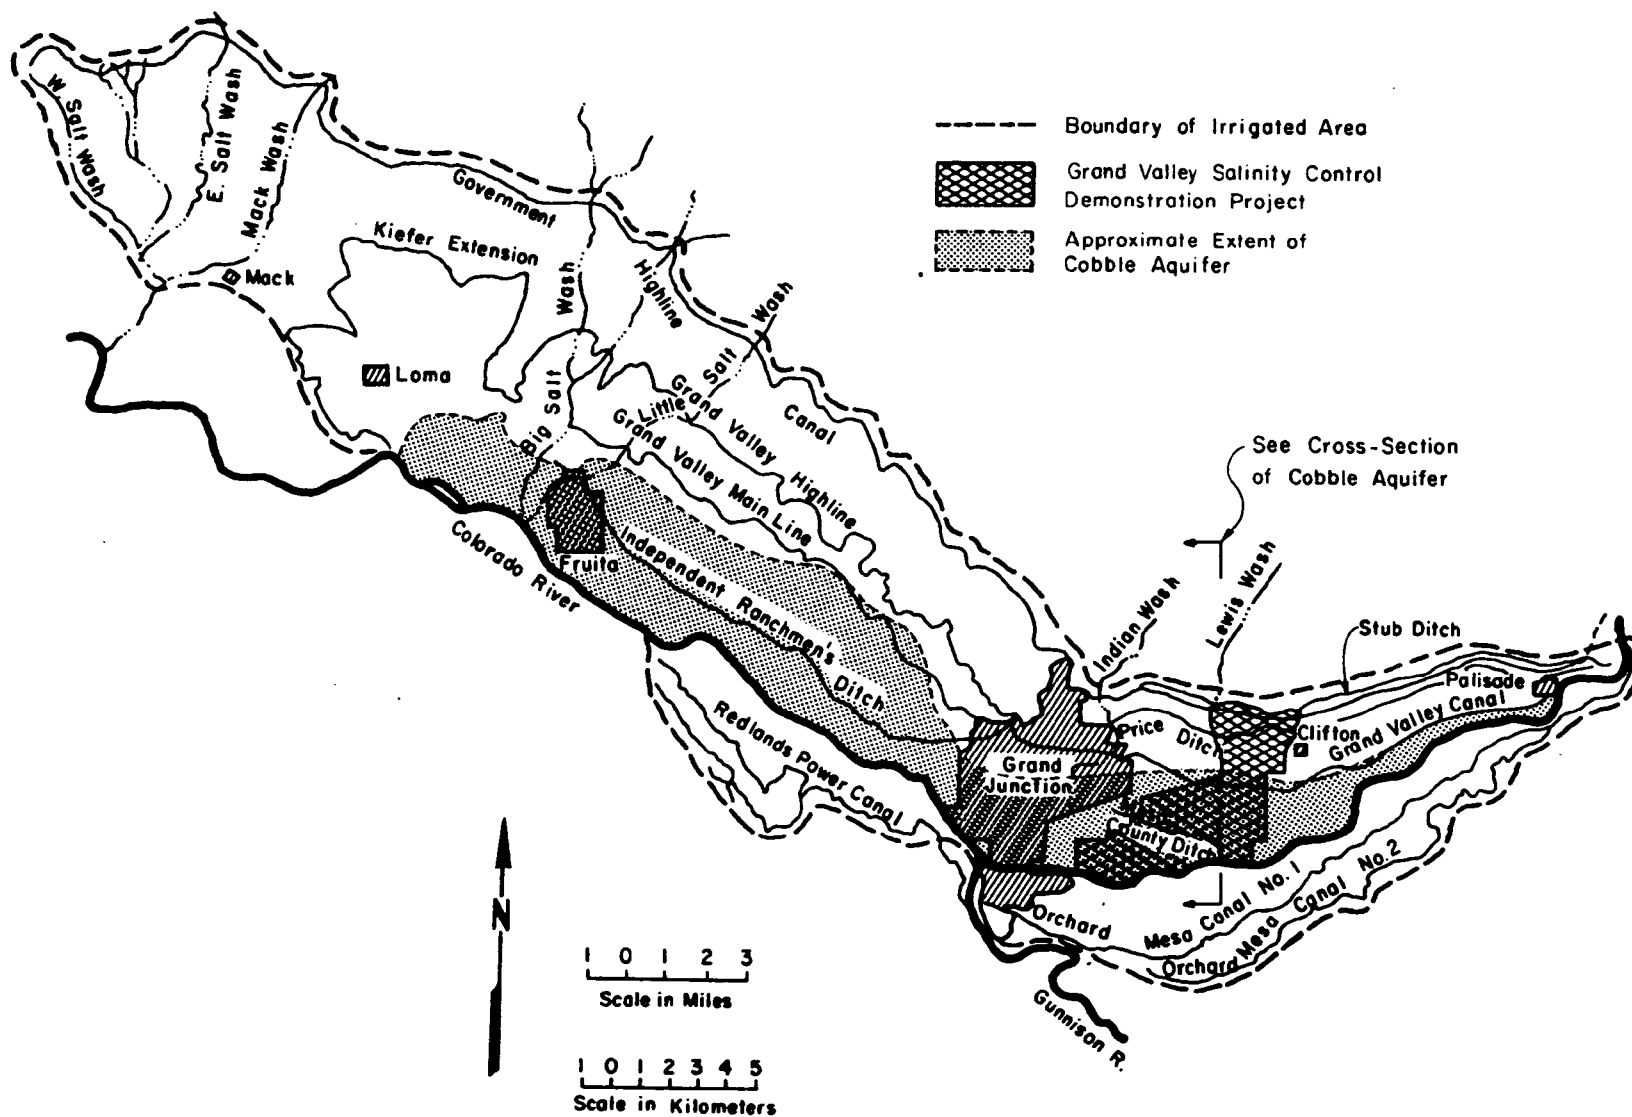 Boundary of Irrigated Area
Grand Valley Salinity Control
Demonstration Project
Approximate Extent of
Cobble Aquifer
W. Salt Wash
E. Salt Wash
Mack Wash
Mack
Kiefer Extension
Government
Highline
Canal
Big Salt Wash
Little Salt Wash
Loma
Grand Valley Highline
Grand Valley Main Line
Fruita
Independent Ranchmen's
Ditch
Colorado River
Redlands Power Canal
See Cross-Section
of Cobble Aquifer
Indian Wash
Lewis Wash
Stub Ditch
Palisade
Price Ditch
Clifton
Grand Valley Canal
Grand
Junction
County Ditch
Orchard Mesa Canal No. 1
Orchard Mesa Canal No. 2
Gunnison R.
N
1 0 1 2 3
Scale in Miles
1 0 1 2 3 4 5
Scale in Kilometers